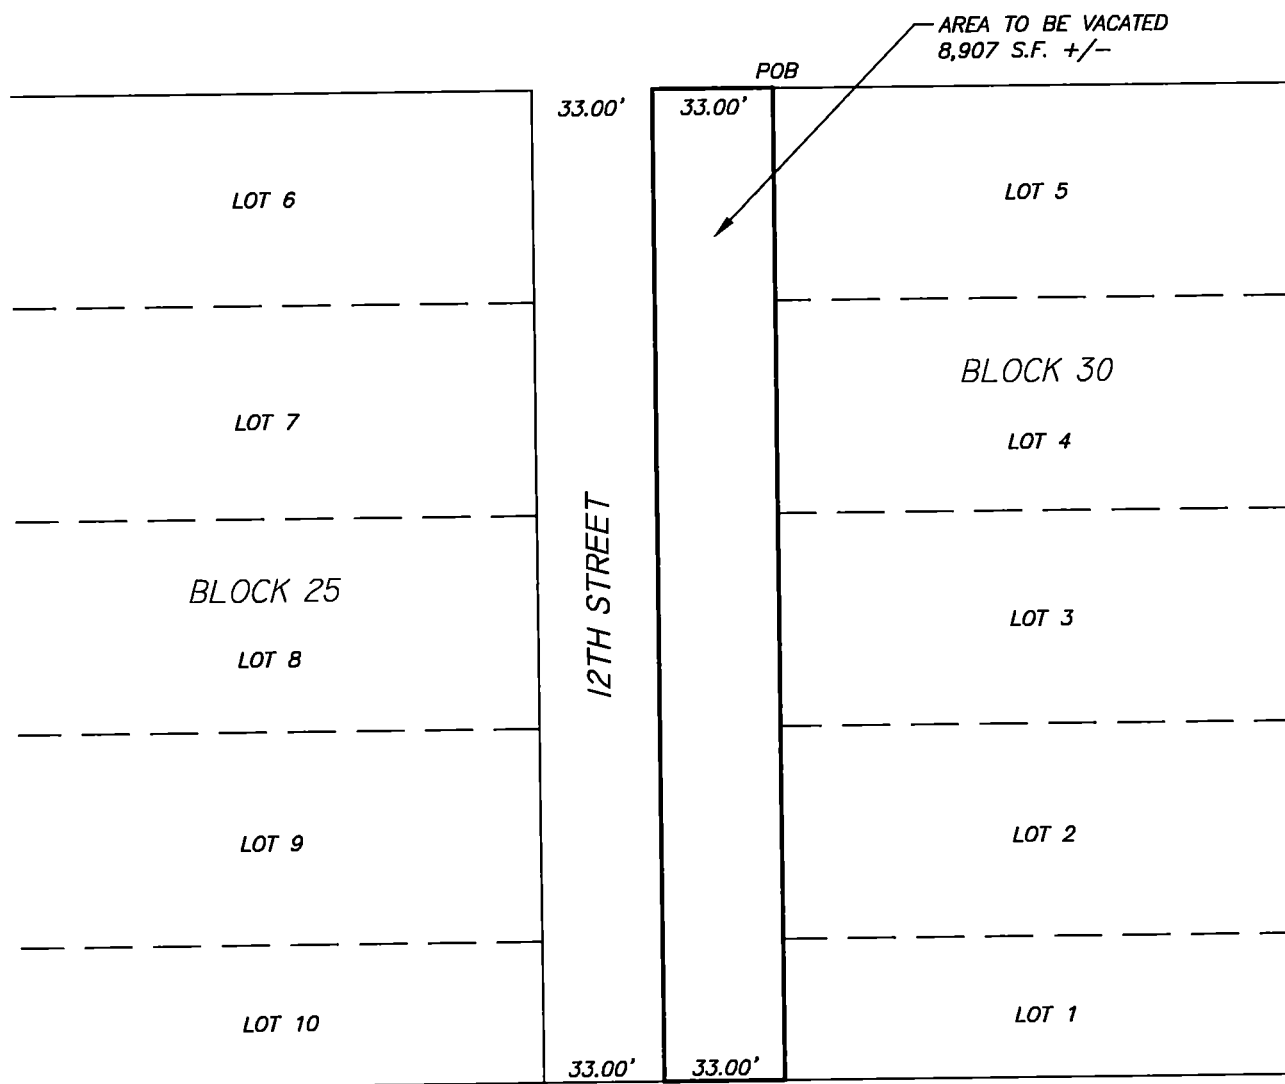 AREA TO BE VACATED
8,907 S.F. +/-
POB
33.00'
33.00'
LOT 6
LOT 5
BLOCK 30
LOT 7
LOT 4
12TH STREET
BLOCK 25
LOT 3
LOT 8
LOT 9
LOT 2
LOT 10
LOT 1
33.00'
33.00'